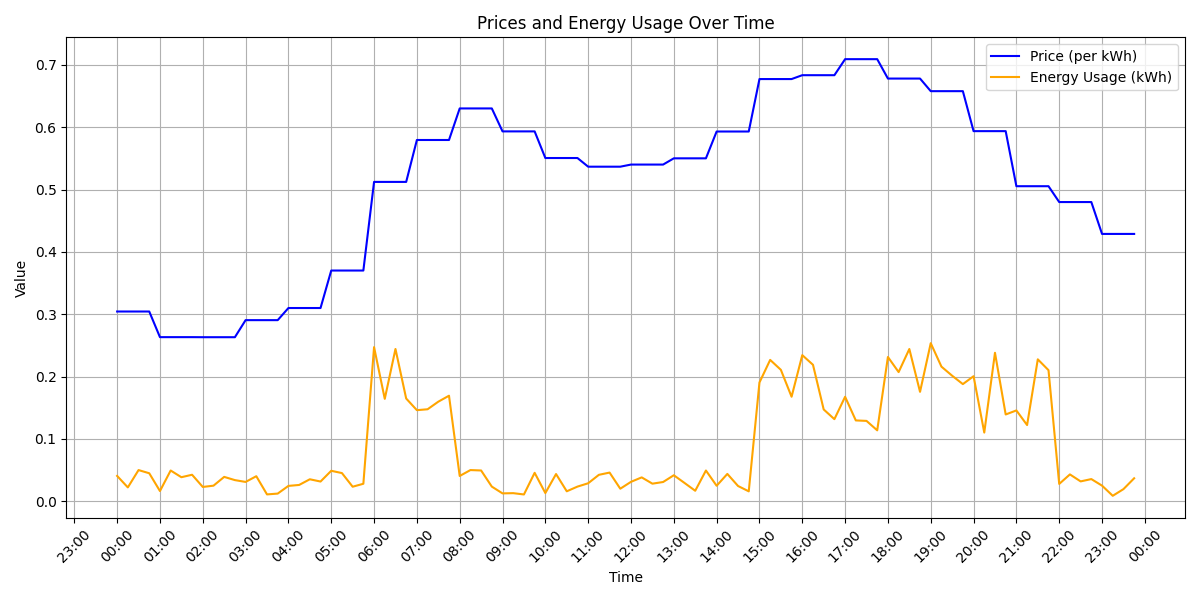 Prices and Energy Usage Over Time
Price (per kWh)
Energy Usage (kWh)
Value
0.7
0.6
0.5
0.4
0.3
0.2
0.1
0.0
23:00 00:00 01:00 02:00 03:00 04:00 05:00 06:00 07:00 08:00 09:00 10:00 11:00 12:00 13:00 14:00 15:00 16:00 17:00 18:00 19:00 20:00 21:00 22:00 23:00 00:00
Time